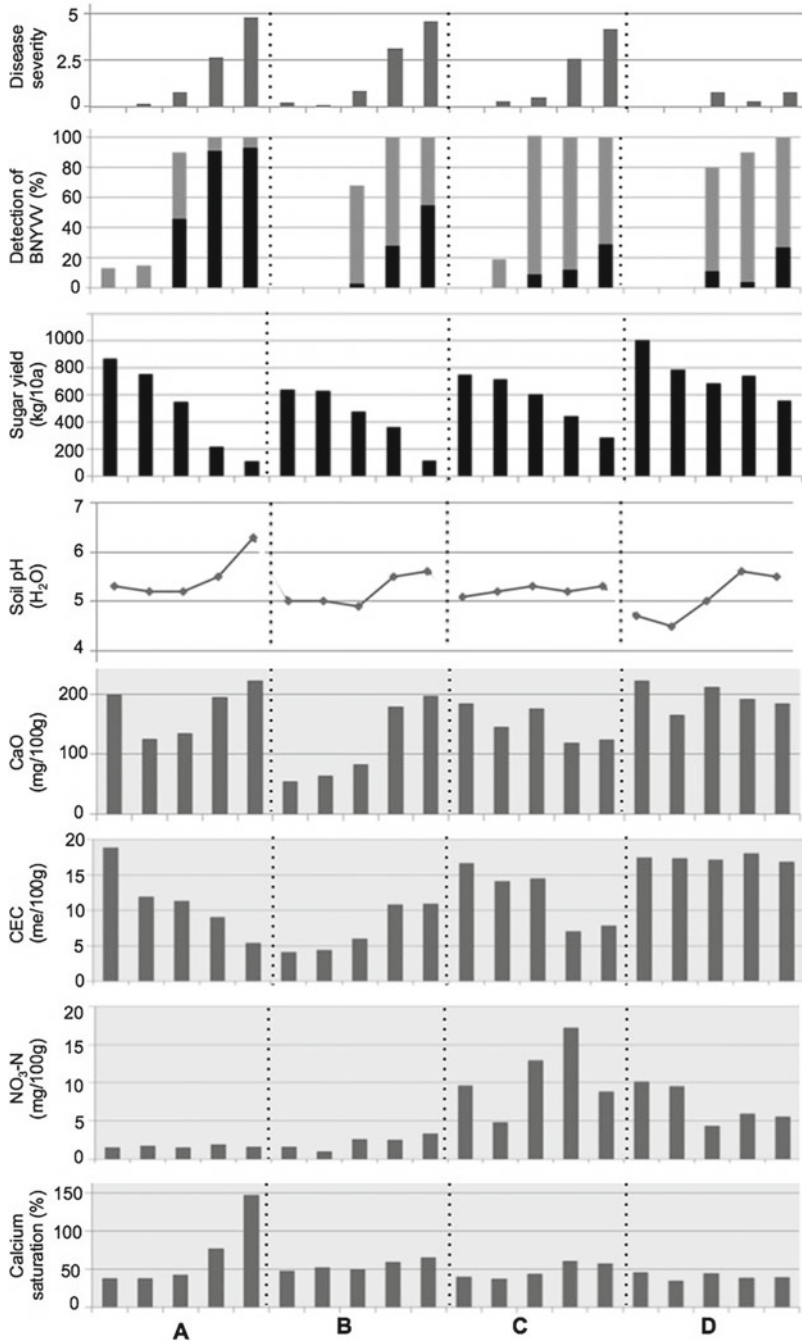 Disease
severity
5
2.5
0
Detection of
BNYVV (%)
100
80
60
40
20
0
Sugar yield
(kg/10a)
1000
800
600
400
200
0
Soil pH
(H₂O)
7
6
5
4
CaO
(mg/100g)
200
100
0
CEC
(me/100g)
20
15
10
5
0
NO₃-N
(mg/100g)
20
15
10
5
0
Calcium
saturation (%)
150
100
50
0
A B C D